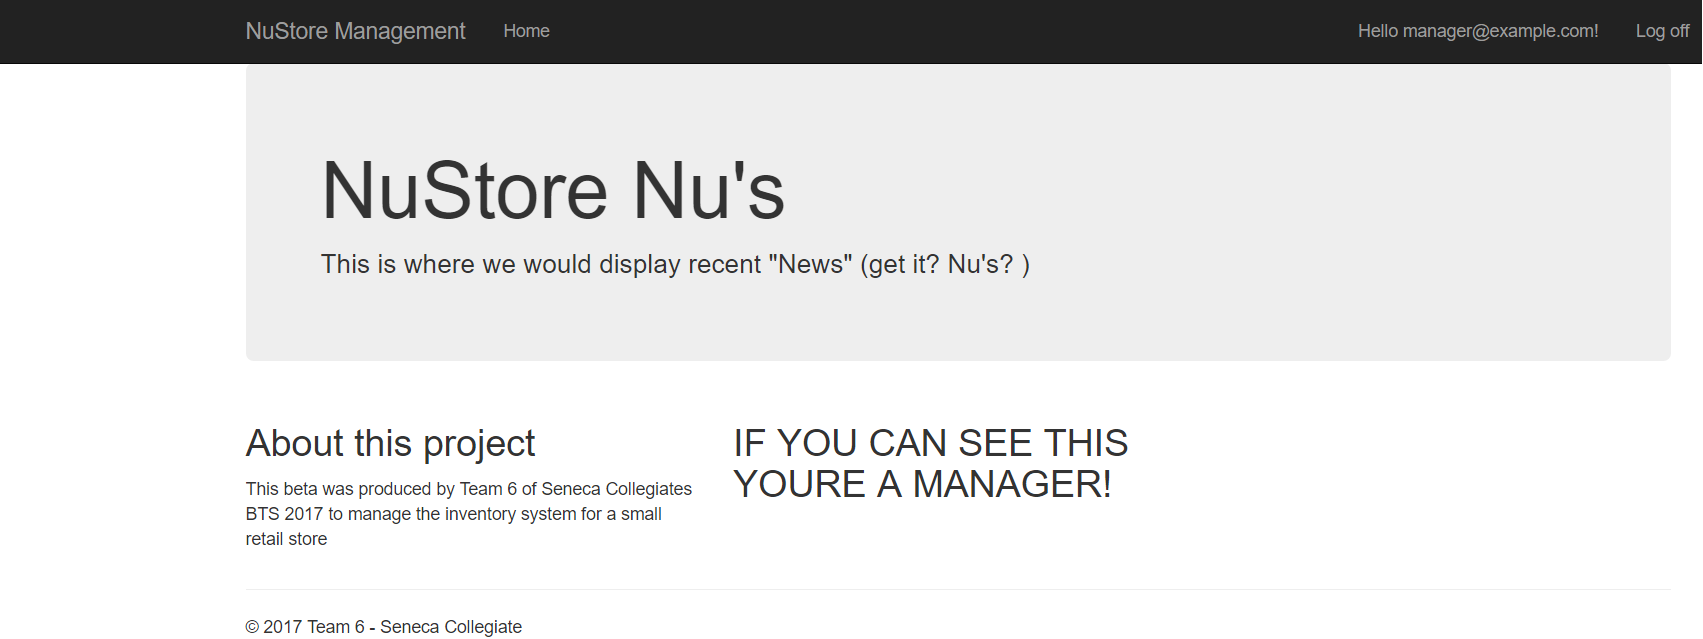 NuStore Management Home Hello manager@example.com! Log off
NuStore Nu's
This is where we would display recent "News" (get it? Nu's? )
About this project
This beta was produced by Team 6 of Seneca Collegiates
BTS 2017 to manage the inventory system for a small
retail store
IF YOU CAN SEE THIS
YOURE A MANAGER!
© 2017 Team 6 - Seneca Collegiate